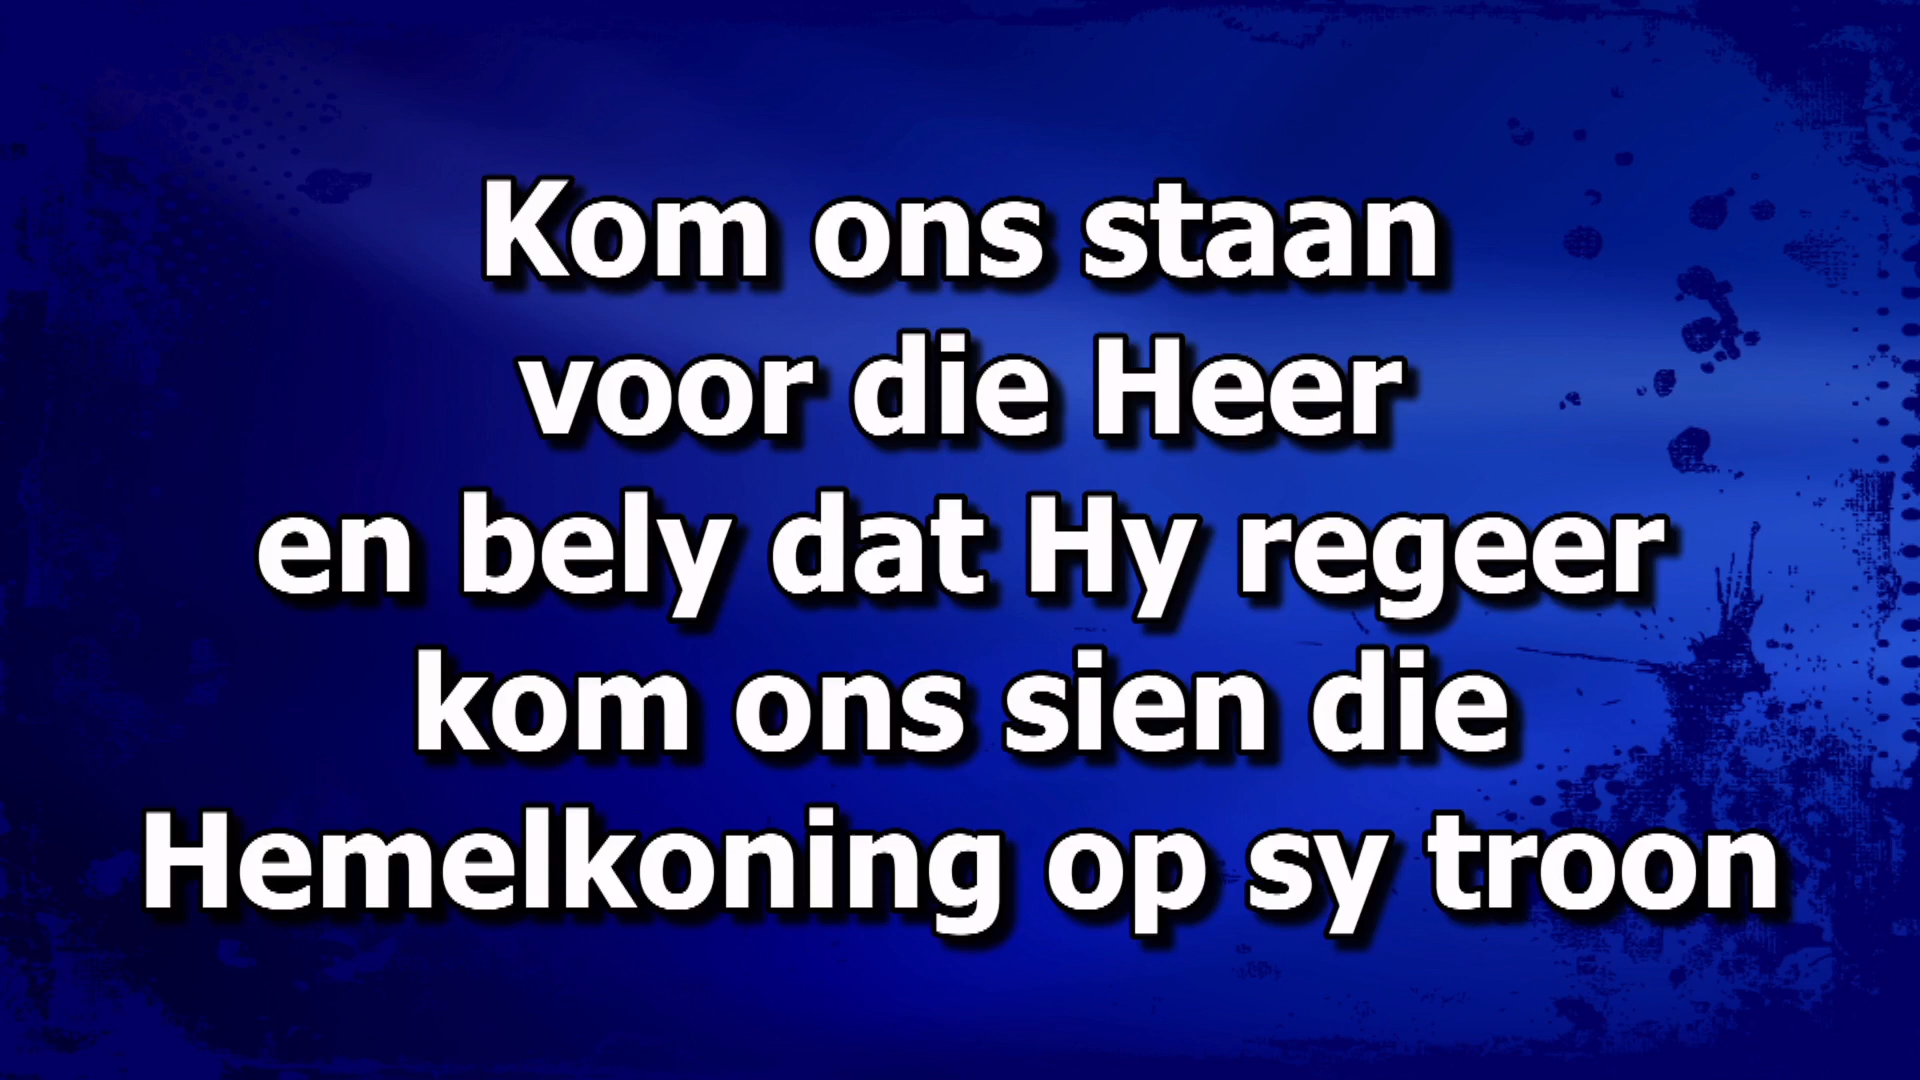 Kom ons staan
voor die Heer
en bely dat Hy regeer
kom ons sien die
Hemelkoning op sy troon